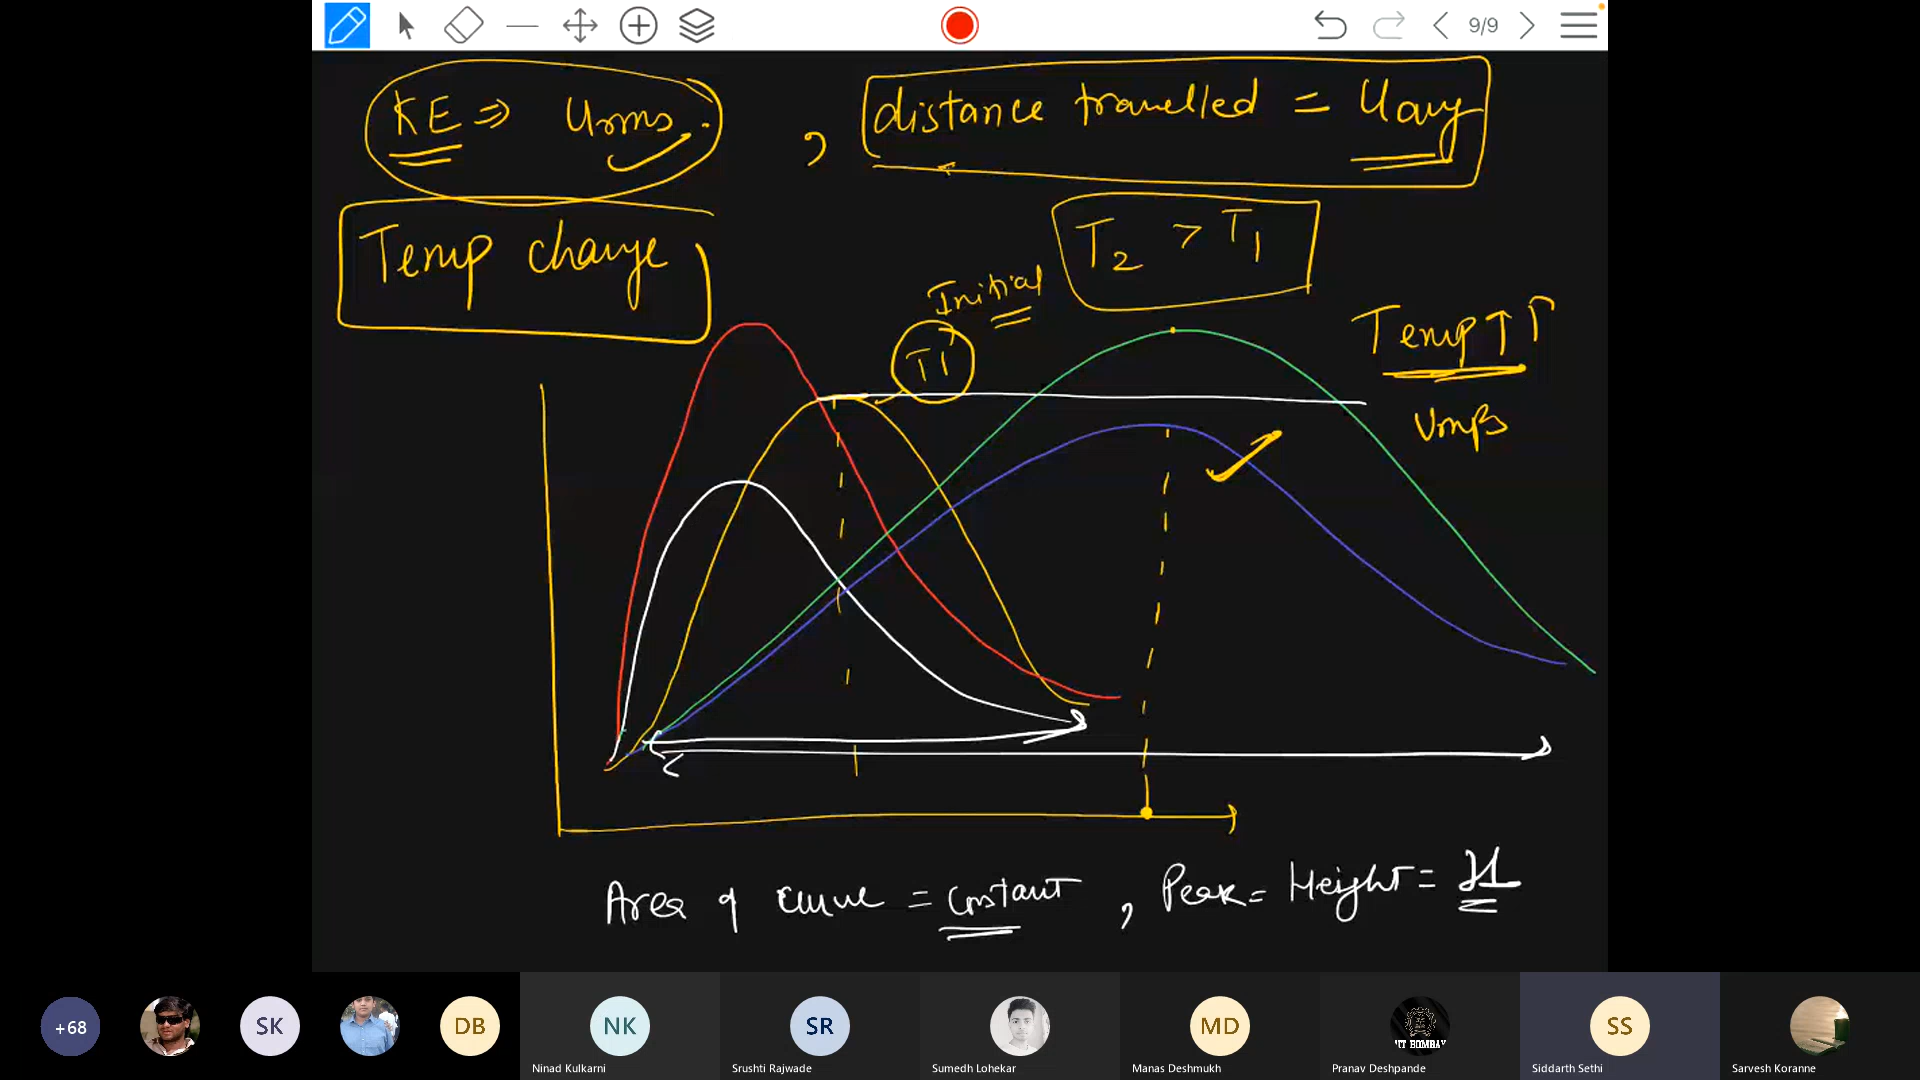 9/9
KE ⇒ Urms. , distance travelled = Uavg
Temp change
T2 > T1
Initial
T1
Temp ↑↑
Umps
Area of curve = constant , Peak = Height =
+68
SK
DB
NK
SR
MD
SS
Ninad Kulkarni
Srushti Rajwade
Sumedh Lohekar
Manas Deshmukh
Pranav Deshpande
Siddarth Sethi
Sarvesh Koranne